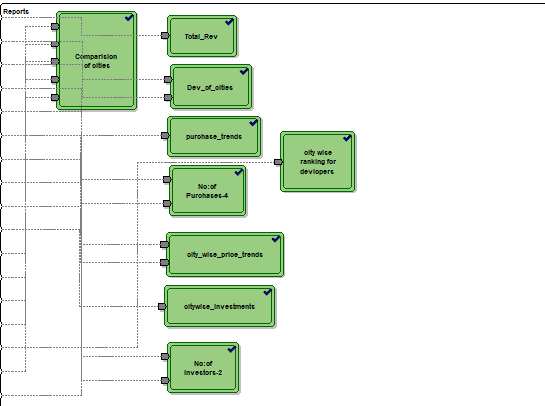 Reports
Comparision
of cities
Total_Rev
Dev_of_cities
purchase_trends
city wise
ranking for
devlopers
No:of
Purchases-4
city_wise_price_trends
citywise_investments
No:of
Investors-2